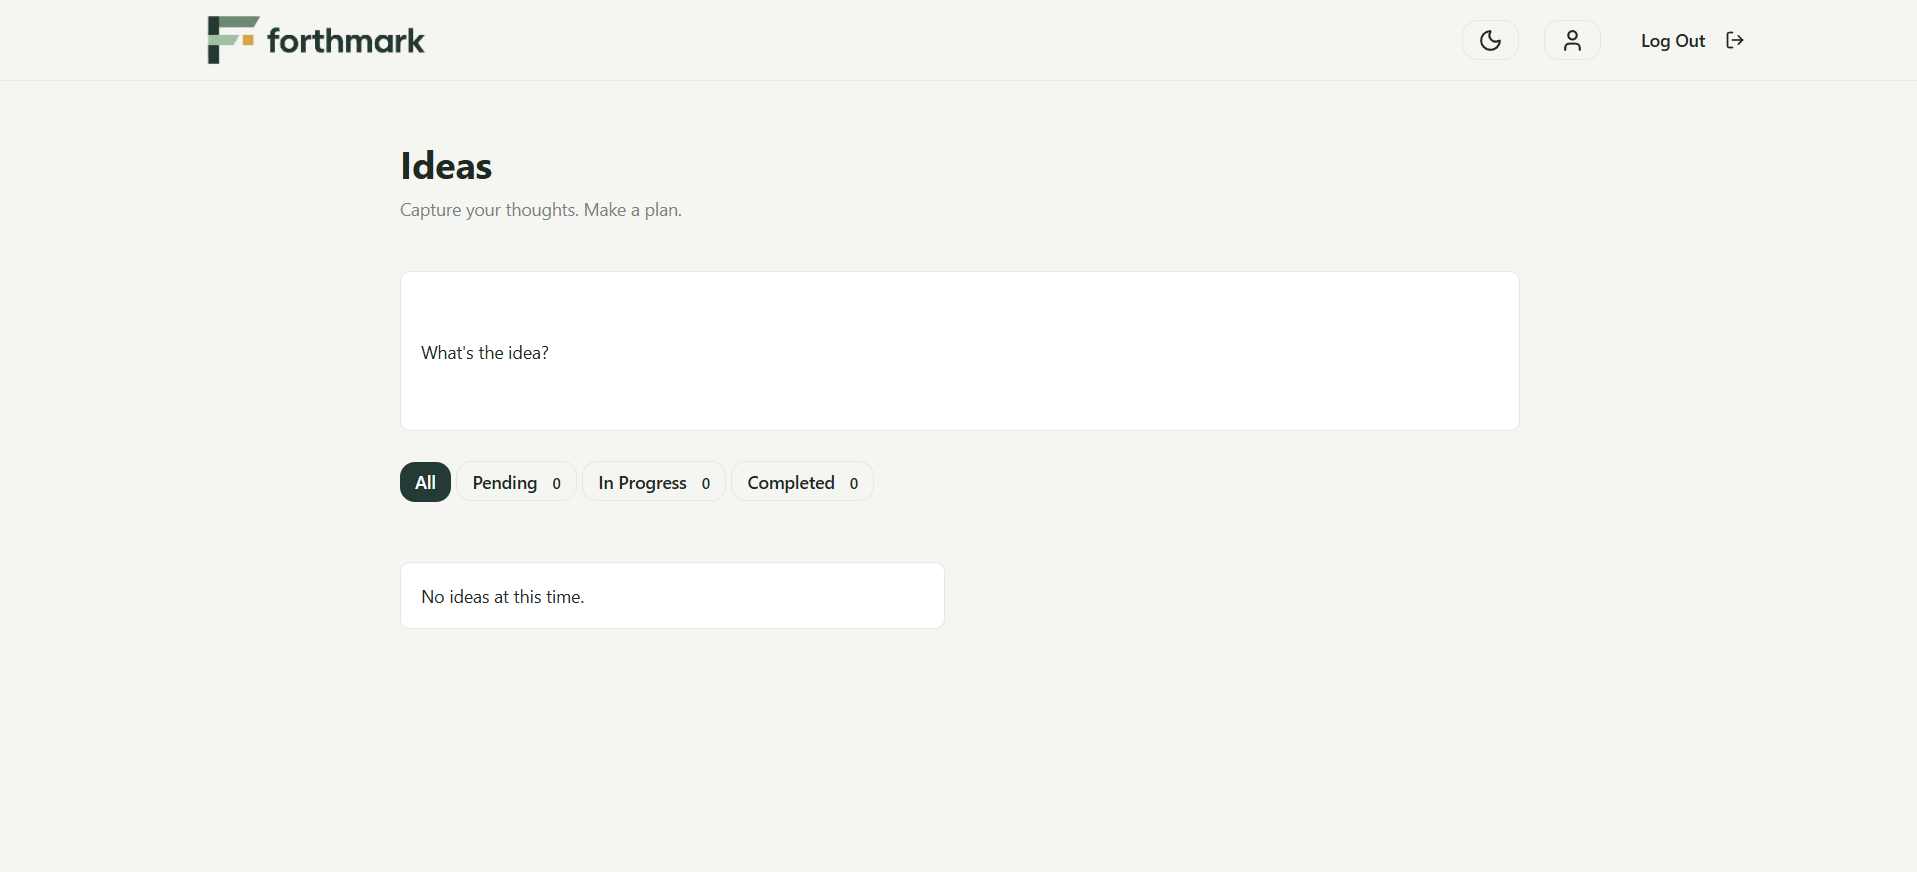 forthmark
Log Out
Ideas
Capture your thoughts. Make a plan.
What's the idea?
All Pending 0 In Progress 0 Completed 0
No ideas at this time.